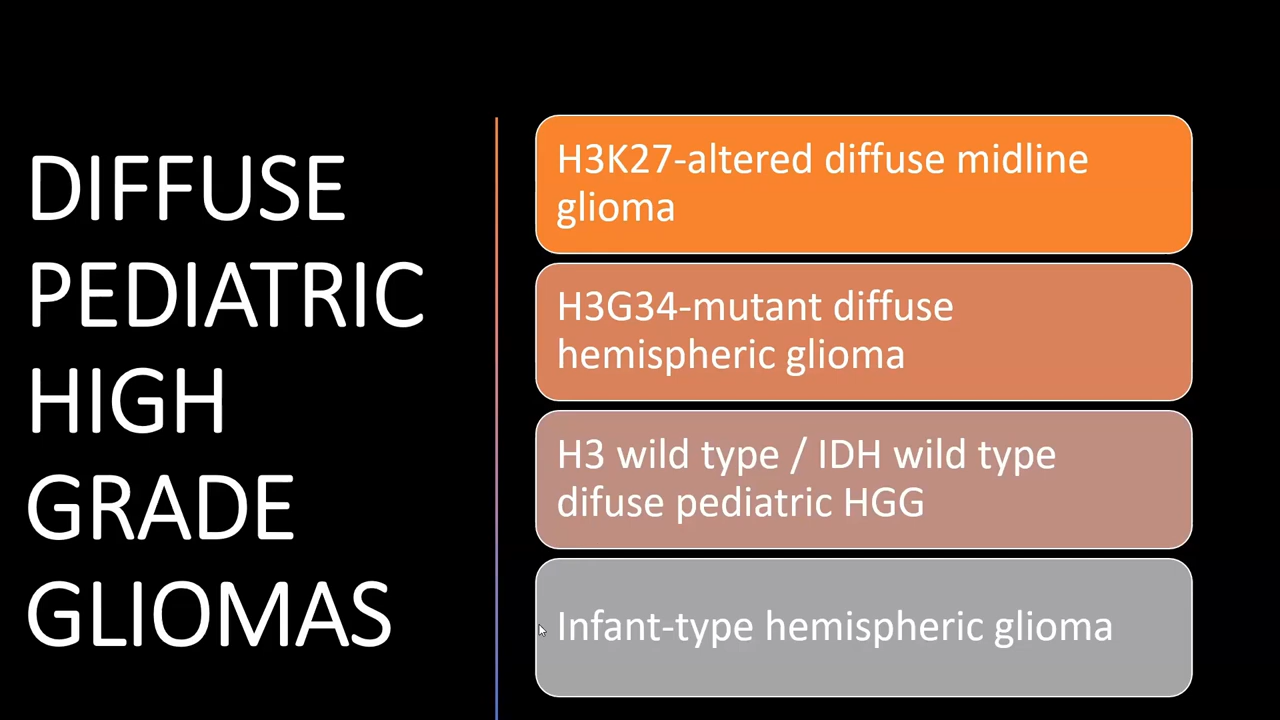 DIFFUSE
PEDIATRIC
HIGH
GRADE
GLIOMAS
H3K27-altered diffuse midline
glioma
H3G34-mutant diffuse
hemispheric glioma
H3 wild type / IDH wild type
difuse pediatric HGG
Infant-type hemispheric glioma